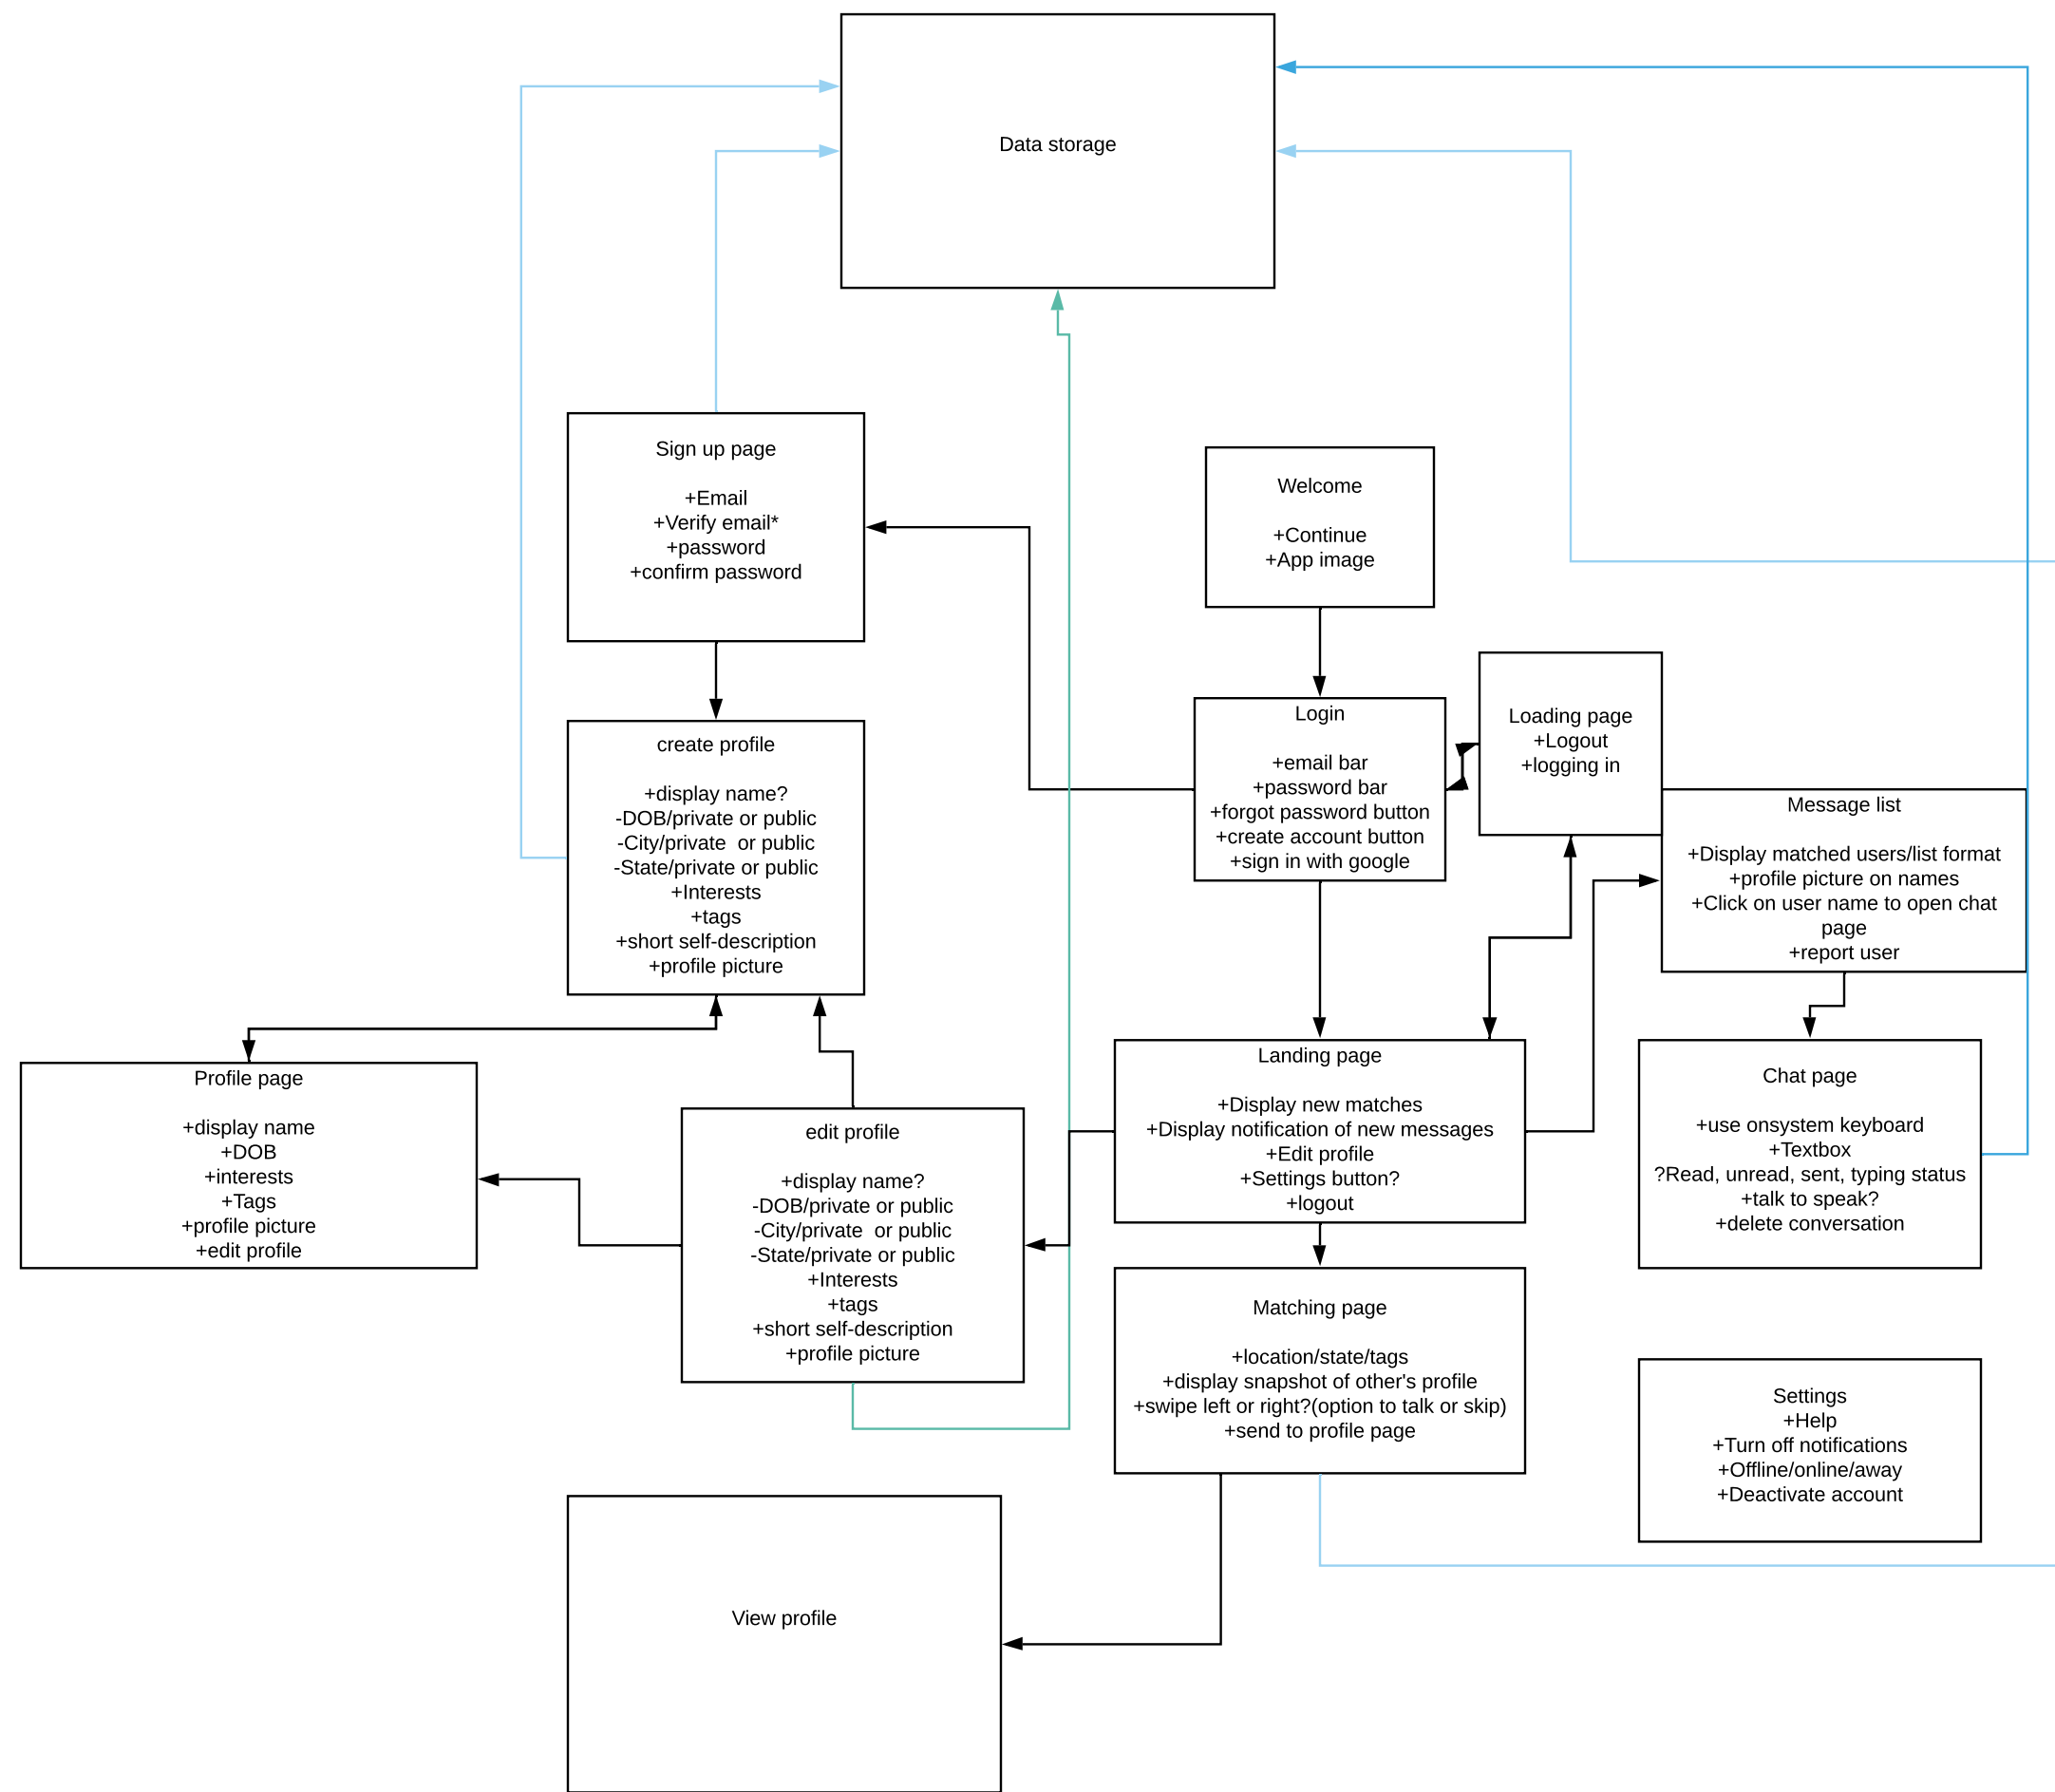 Data storage
Sign up page
+Email
+Verify email*
+password
+confirm password
Welcome
+Continue
+App image
Loading page
+Logout
+logging in
Login
+email bar
+password bar
+forgot password button
+create account button
+sign in with google
create profile
+display name?
-DOB/private or public
-City/private  or public
-State/private or public
+Interests
+tags
+short self-description
+profile picture
Message list
+Display matched users/list format
+profile picture on names
+Click on user name to open chat
page
+report user
Profile page
+display name
+DOB
+interests
+Tags
+profile picture
+edit profile
edit profile
+display name?
-DOB/private or public
-City/private  or public
-State/private or public
+Interests
+tags
+short self-description
+profile picture
Landing page
+Display new matches
+Display notification of new messages
+Edit profile
+Settings button?
+logout
Chat page
+use onsystem keyboard
+Textbox
?Read, unread, sent, typing status
+talk to speak?
+delete conversation
Matching page
+location/state/tags
+display snapshot of other's profile
+swipe left or right?(option to talk or skip)
+send to profile page
Settings
+Help
+Turn off notifications
+Offline/online/away
+Deactivate account
View profile